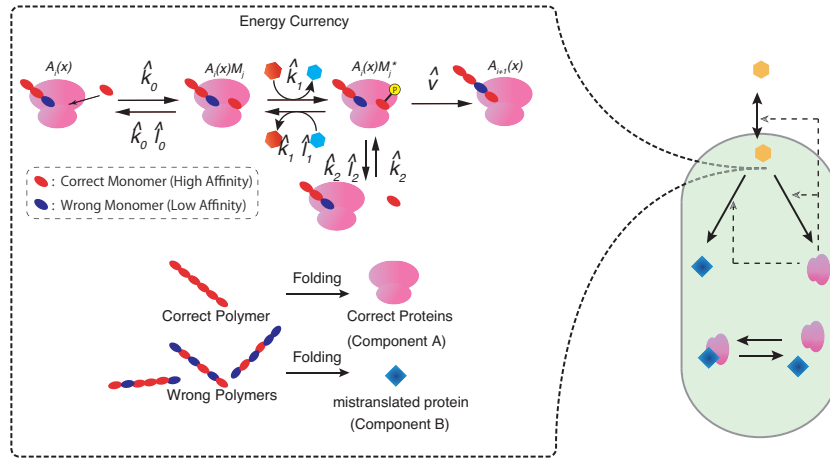 Energy Currency
A_i(x)
A_i(x)M_j
A_i(x)M_j*
A_{i+1}(x)
k̂_0
k̂_1
v̂
P
k̂_0 l̂_0
k̂_1 l̂_1
k̂_2 l̂_2
k̂_2
: Correct Monomer (High Affinity)
: Wrong Monomer (Low Affinity)
Folding
Correct Polymer
Correct Proteins
(Component A)
Folding
Wrong Polymers
mistranslated protein
(Component B)